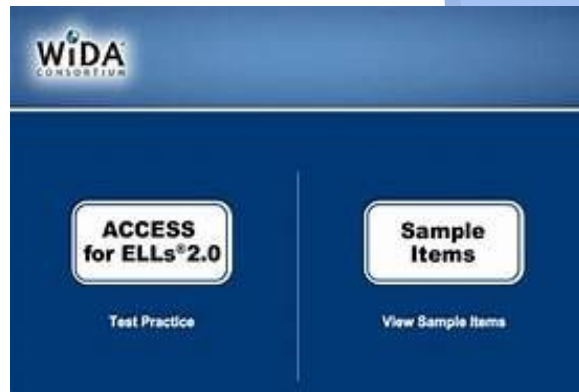 WiDA
CONSORTIUM
ACCESS
for ELLs®2.0
Test Practice
Sample
Items
View Sample Items